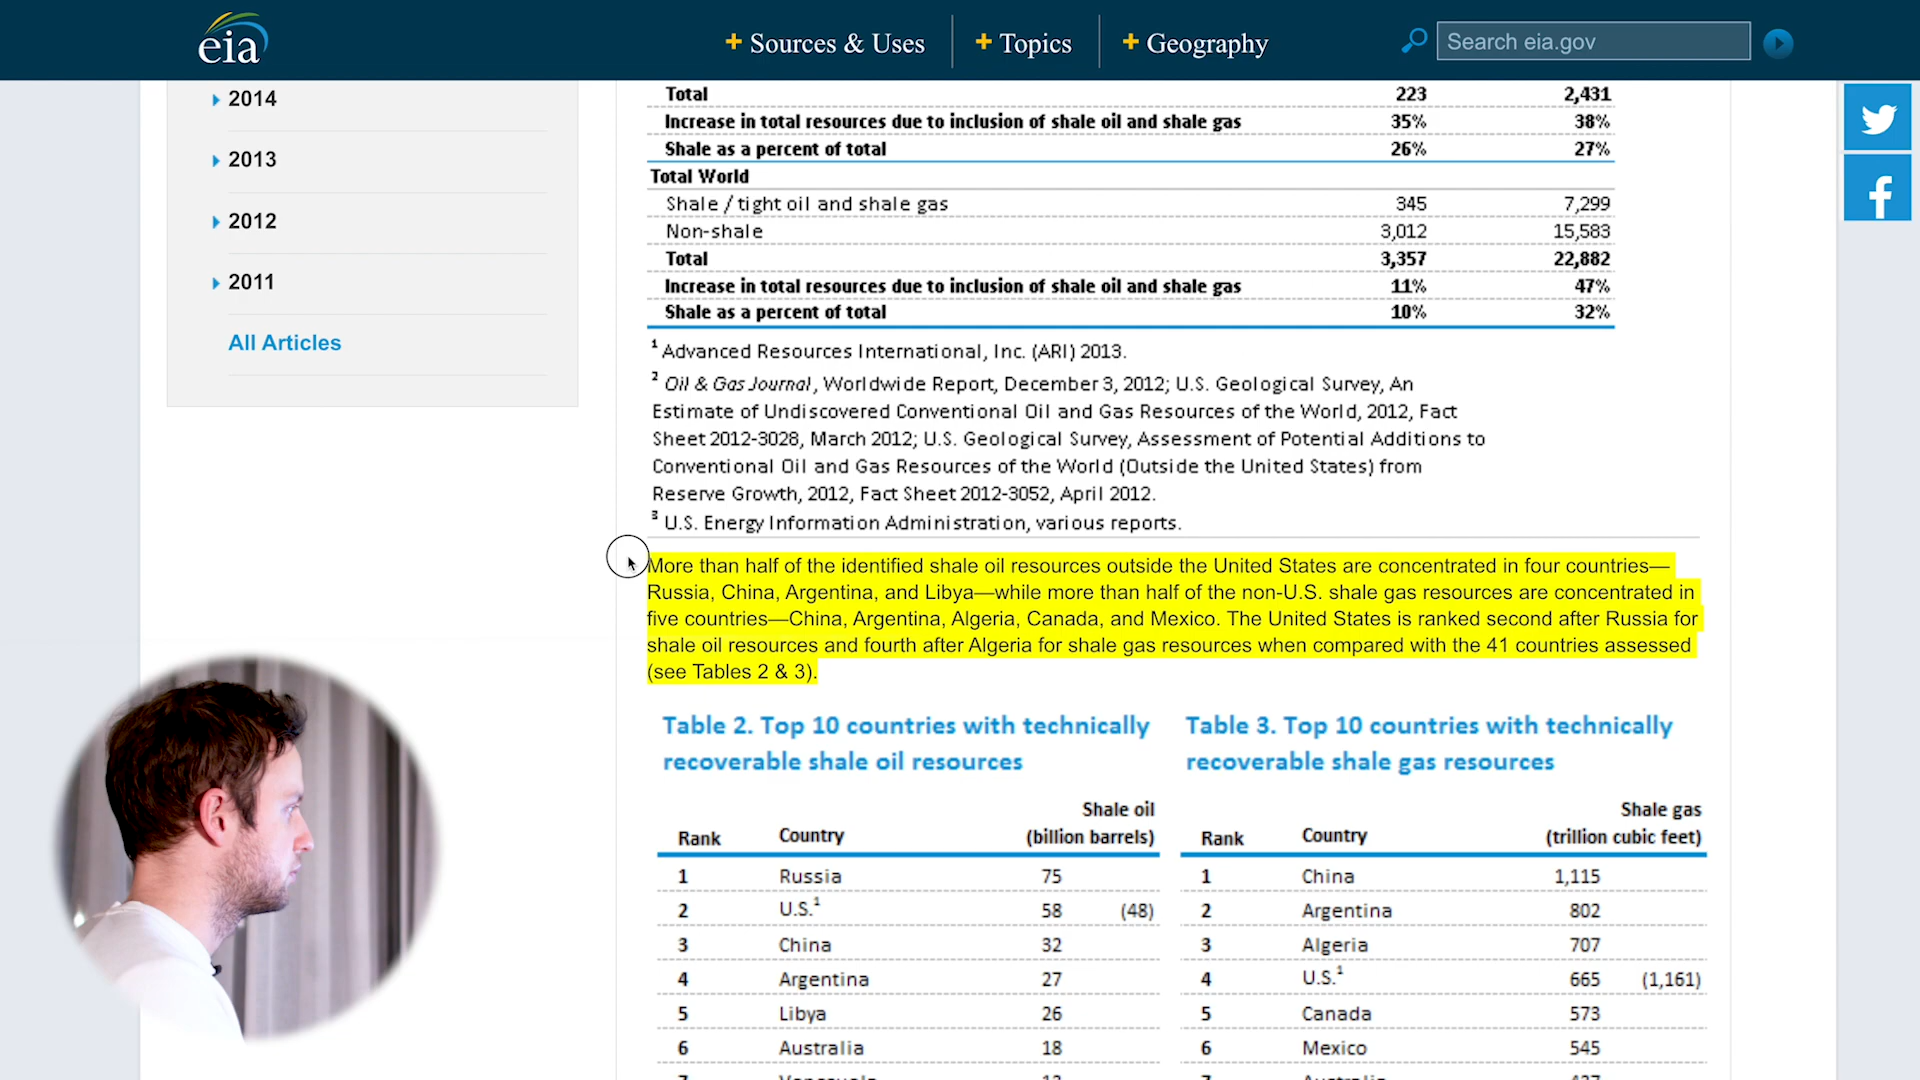 eia
+ Sources & Uses
+ Topics
+ Geography
Search eia.gov
2014
2013
2012
2011
All Articles
Total 223 2,431
Increase in total resources due to inclusion of shale oil and shale gas 35% 38%
Shale as a percent of total 26% 27%
Total World
Shale / tight oil and shale gas 345 7,299
Non-shale 3,012 15,583
Total 3,357 22,882
Increase in total resources due to inclusion of shale oil and shale gas 11% 47%
Shale as a percent of total 10% 32%
1 Advanced Resources International, Inc. (ARI) 2013.
2 Oil & Gas Journal, Worldwide Report, December 3, 2012; U.S. Geological Survey, An
Estimate of Undiscovered Conventional Oil and Gas Resources of the World, 2012, Fact
Sheet 2012-3028, March 2012; U.S. Geological Survey, Assessment of Potential Additions to
Conventional Oil and Gas Resources of the World (Outside the United States) from
Reserve Growth, 2012, Fact Sheet 2012-3052, April 2012.
3 U.S. Energy Information Administration, various reports.
More than half of the identified shale oil resources outside the United States are concentrated in four countries—
Russia, China, Argentina, and Libya—while more than half of the non-U.S. shale gas resources are concentrated in
five countries—China, Argentina, Algeria, Canada, and Mexico. The United States is ranked second after Russia for
shale oil resources and fourth after Algeria for shale gas resources when compared with the 41 countries assessed
(see Tables 2 & 3).
Table 2. Top 10 countries with technically
recoverable shale oil resources
Shale oil
Rank Country (billion barrels)
1 Russia 75
2 U.S.1 58 (48)
3 China 32
4 Argentina 27
5 Libya 26
6 Australia 18
Table 3. Top 10 countries with technically
recoverable shale gas resources
Shale gas
Rank Country (trillion cubic feet)
1 China 1,115
2 Argentina 802
3 Algeria 707
4 U.S.1 665 (1,161)
5 Canada 573
6 Mexico 545